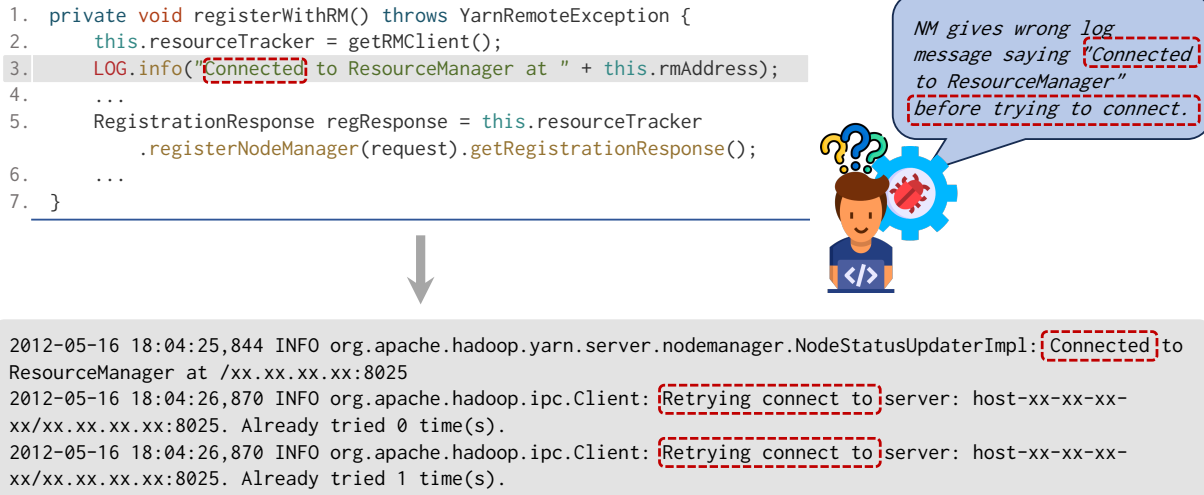 1. private void registerWithRM() throws YarnRemoteException {
2. this.resourceTracker = getRMClient();
3. LOG.info("Connected to ResourceManager at " + this.rmAddress);
4. ...
5. RegistrationResponse regResponse = this.resourceTracker
.registerNodeManager(request).getRegistrationResponse();
6. ...
7. }
NM gives wrong log
message saying "Connected
to ResourceManager"
before trying to connect.
</>
2012-05-16 18:04:25,844 INFO org.apache.hadoop.yarn.server.nodemanager.NodeStatusUpdaterImpl: Connected to
ResourceManager at /xx.xx.xx.xx:8025
2012-05-16 18:04:26,870 INFO org.apache.hadoop.ipc.Client: Retrying connect to server: host-xx-xx-xx-
xx/xx.xx.xx.xx:8025. Already tried 0 time(s).
2012-05-16 18:04:26,870 INFO org.apache.hadoop.ipc.Client: Retrying connect to server: host-xx-xx-xx-
xx/xx.xx.xx.xx:8025. Already tried 1 time(s).